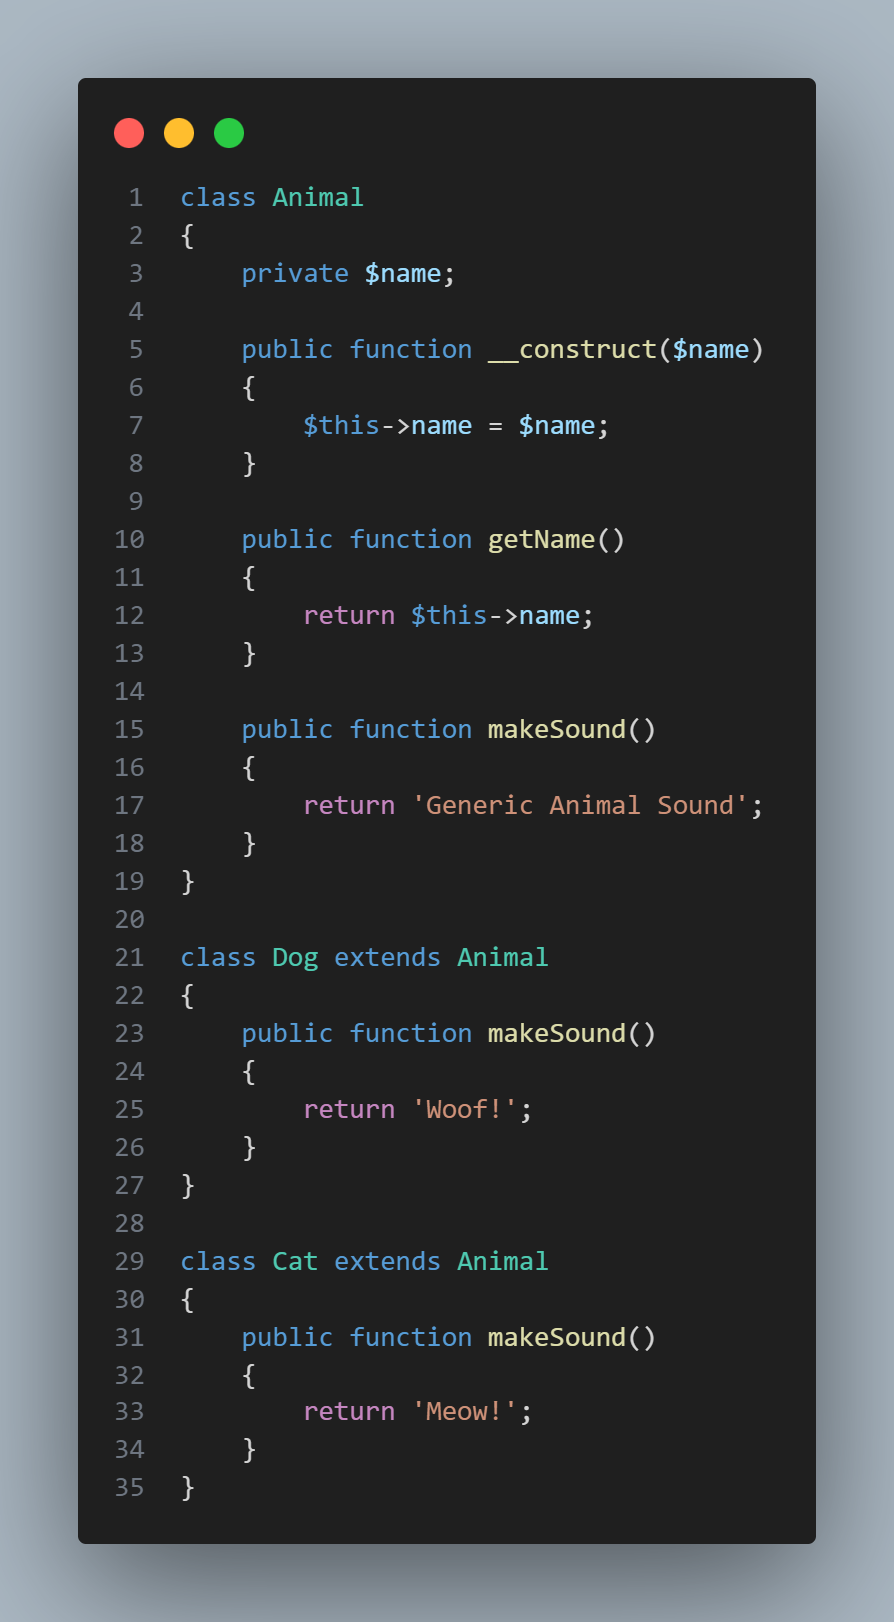 1 class Animal
2 {
3     private $name;
4
5     public function __construct($name)
6     {
7         $this->name = $name;
8     }
9
10     public function getName()
11     {
12         return $this->name;
13     }
14
15     public function makeSound()
16     {
17         return 'Generic Animal Sound';
18     }
19 }
20
21 class Dog extends Animal
22 {
23     public function makeSound()
24     {
25         return 'Woof!';
26     }
27 }
28
29 class Cat extends Animal
30 {
31     public function makeSound()
32     {
33         return 'Meow!';
34     }
35 }